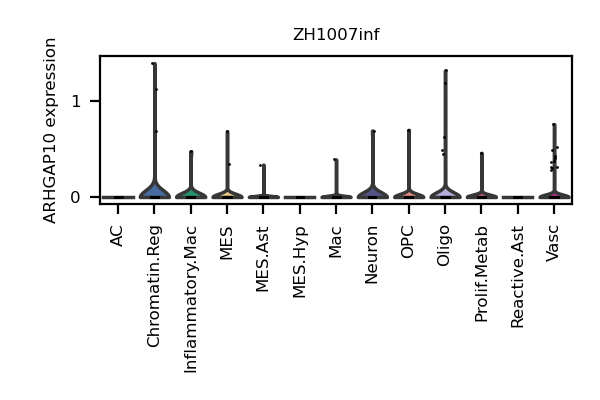 ZH1007inf
ARHGAP10 expression
1
0
AC
Chromatin.Reg
Inflammatory.Mac
MES
MES.Ast
MES.Hyp
Mac
Neuron
OPC
Oligo
Prolif.Metab
Reactive.Ast
Vasc